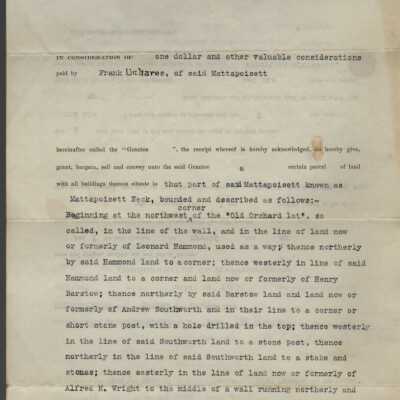 IN CONSIDERATION OF one dollar and other valuable considerations
paid by Frank of said Mattapoisett
hereinafter called the "Grantee ", the receipt whereof is hereby acknowledged, do hereby give,
grant, bargain, sell and convey unto the said Grantee a certain parcel of land
with all buildings thereon situate in that part of said Mattapoisett known as
Mattapoisett Neck, bounded and described as follows:-
corner
Beginning at the northwest ^ of the "Old Orchard lot", so
called, in the line of the wall, and in the line of land now
or formerly of Leonard Hammond, used as a way; thence northerly
by said Hammond land to a corner; thence westerly in line of said
Hammond land to a corner and land now or formerly of Henry
Barstow; thence northerly by said Barstow land and land now or
formerly of Andrew Southworth and in their line to a corner or
short stone post, with a hole drilled in the top; thence westerly
in the line of said Southworth land to a stone post, thence
northerly in the line of said Southworth land to a stake and
stones; thence easterly in the line of land now or formerly of
Alfred M. Wright to the middle of a wall running northerly and